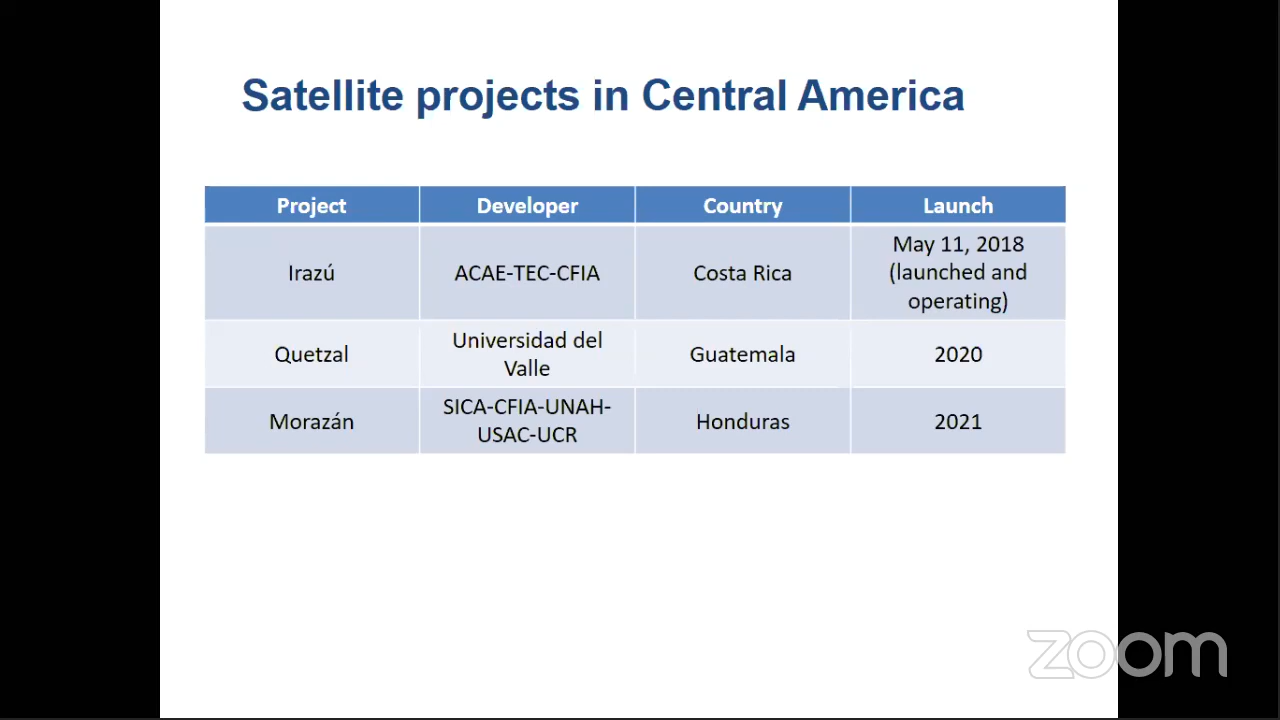 Satellite projects in Central America
Project Developer Country Launch
Irazú ACAE-TEC-CFIA Costa Rica May 11, 2018
(launched and
operating)
Quetzal Universidad del
Valle Guatemala 2020
Morazán SICA-CFIA-UNAH-
USAC-UCR Honduras 2021
zoom